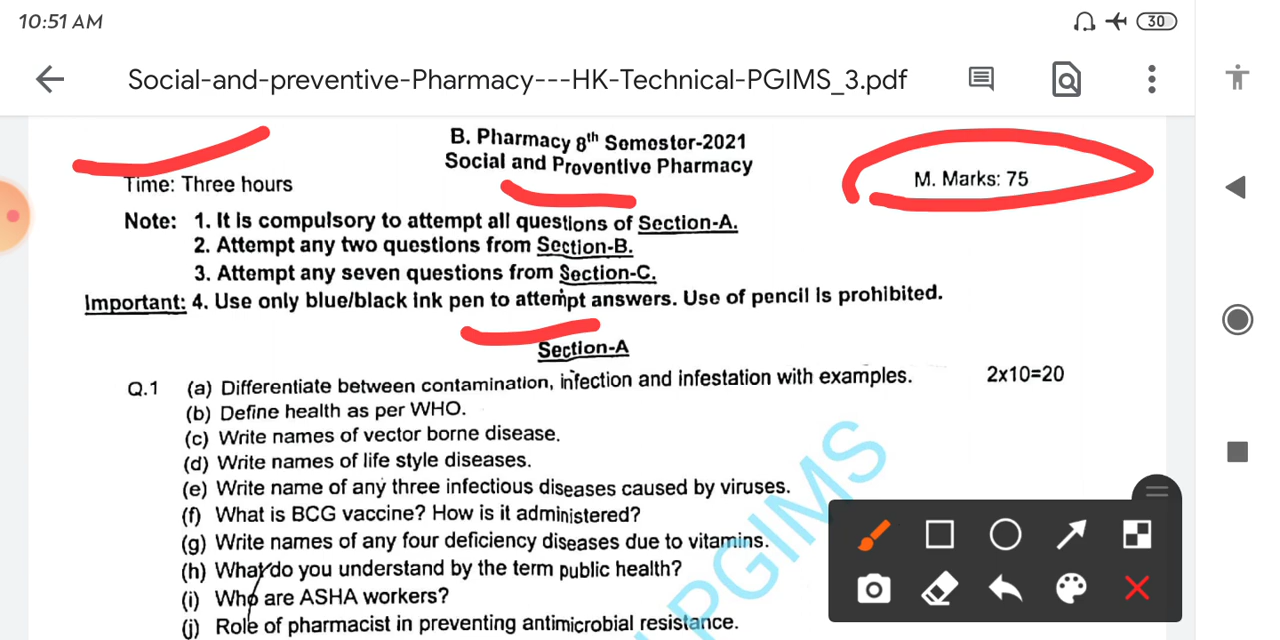 10:51 AM
30
Social-and-preventive-Pharmacy---HK-Technical-PGIMS_3.pdf
B. Pharmacy 8th Semester-2021
Social and Preventive Pharmacy
Time: Three hours
M. Marks: 75
Note: 1. It is compulsory to attempt all questions of Section-A.
2. Attempt any two questions from Section-B.
3. Attempt any seven questions from Section-C.
Important: 4. Use only blue/black ink pen to attempt answers. Use of pencil is prohibited.
Section-A
Q.1 (a) Differentiate between contamination, infection and infestation with examples. 2x10=20
(b) Define health as per WHO.
(c) Write names of vector borne disease.
(d) Write names of life style diseases.
(e) Write name of any three infectious diseases caused by viruses.
(f) What is BCG vaccine? How is it administered?
(g) Write names of any four deficiency diseases due to vitamins.
(h) What do you understand by the term public health?
(i) Who are ASHA workers?
(j) Role of pharmacist in preventing antimicrobial resistance.
PGIMS